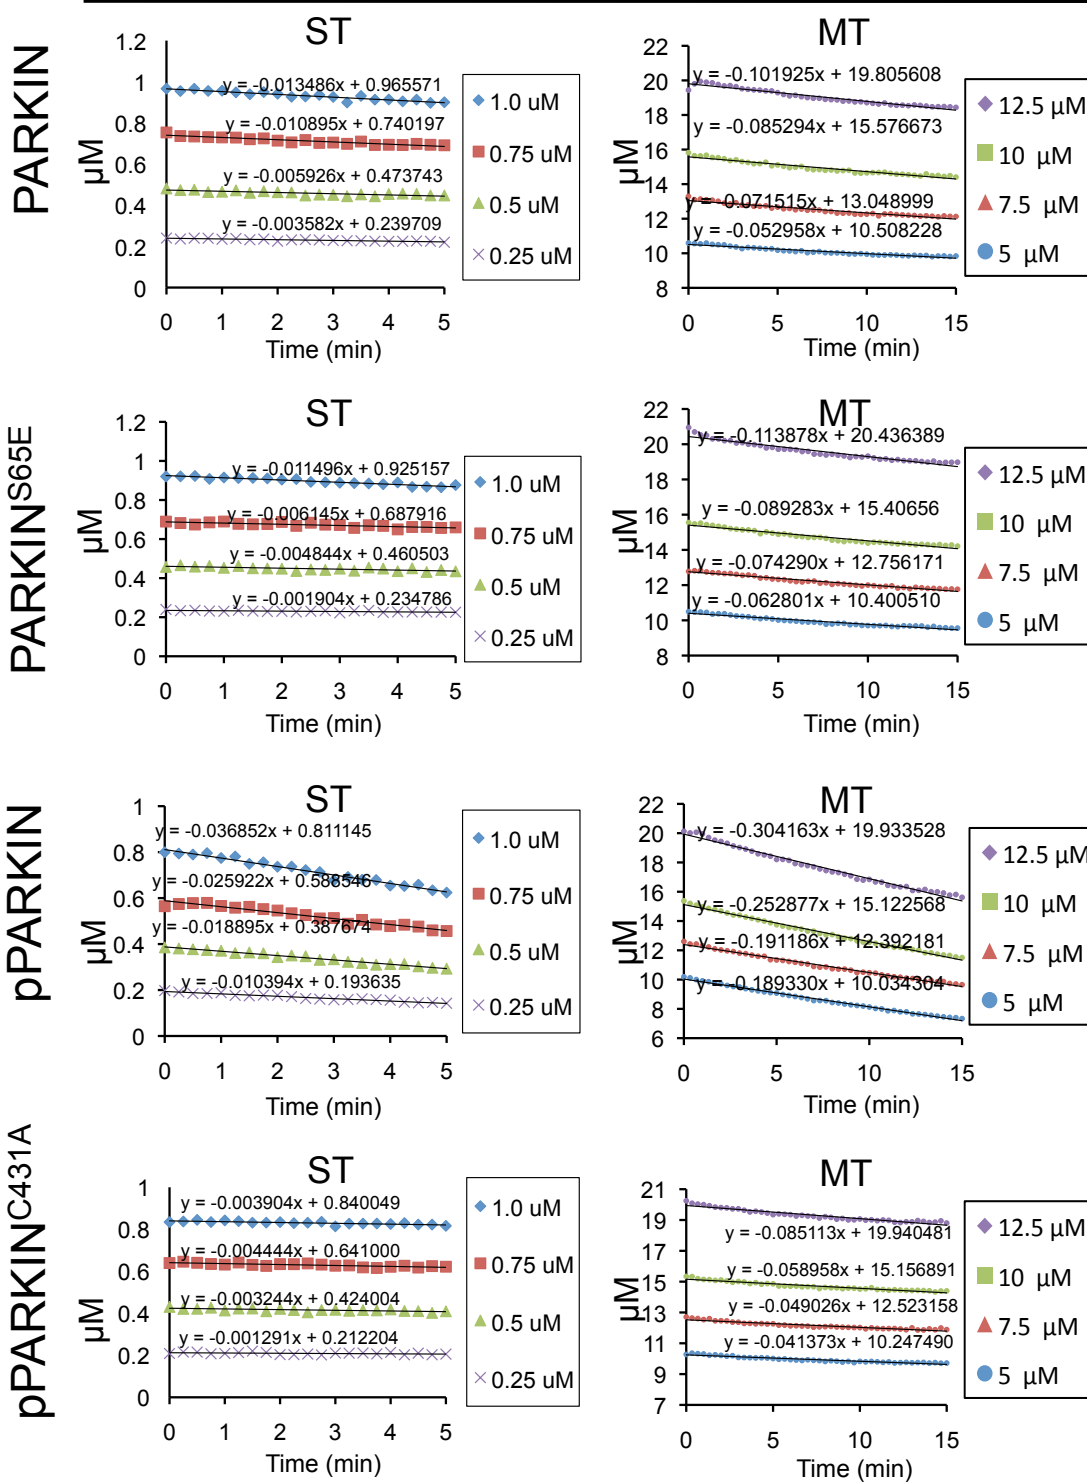 PARKIN
ST
1.2
1
0.8
0.6
0.4
0.2
0
µM
y = -0.013486x + 0.965571
y = -0.010895x + 0.740197
y = -0.005926x + 0.473743
y = -0.003582x + 0.239709
0 1 2 3 4 5
Time (min)
1.0 uM
0.75 uM
0.5 uM
0.25 uM
MT
22
20
18
16
14
12
10
8
µM
y = -0.101925x + 19.805608
y = -0.085294x + 15.576673
y = -0.071515x + 13.048999
y = -0.052958x + 10.508228
0 5 10 15
Time (min)
12.5 µM
10 µM
7.5 µM
5 µM
PARKINS65E
ST
1.2
1
0.8
0.6
0.4
0.2
0
µM
y = -0.011496x + 0.925157
y = -0.006145x + 0.687916
y = -0.004844x + 0.460503
y = -0.001904x + 0.234786
0 1 2 3 4 5
Time (min)
1.0 uM
0.75 uM
0.5 uM
0.25 uM
MT
22
20
18
16
14
12
10
8
µM
y = -0.113878x + 20.436389
y = -0.089283x + 15.40656
y = -0.074290x + 12.756171
y = -0.062801x + 10.400510
0 5 10 15
Time (min)
12.5 µM
10 µM
7.5 µM
5 µM
pPARKIN
ST
1
0.8
0.6
0.4
0.2
0
µM
y = -0.036852x + 0.811145
y = -0.025922x + 0.588546
y = -0.018895x + 0.387674
y = -0.010394x + 0.193635
0 1 2 3 4 5
Time (min)
1.0 uM
0.75 uM
0.5 uM
0.25 uM
MT
22
20
18
16
14
12
10
8
6
µM
y = -0.304163x + 19.933528
y = -0.252877x + 15.122568
y = -0.191186x + 12.392181
y = -0.189330x + 10.034304
0 5 10 15
Time (min)
12.5 µM
10 µM
7.5 µM
5 µM
pPARKINC431A
ST
1
0.8
0.6
0.4
0.2
0
µM
y = -0.003904x + 0.840049
y = -0.004444x + 0.641000
y = -0.003244x + 0.424004
y = -0.001291x + 0.212204
0 1 2 3 4 5
Time (min)
1.0 uM
0.75 uM
0.5 uM
0.25 uM
MT
21
19
17
15
13
11
9
7
µM
y = -0.085113x + 19.940481
y = -0.058958x + 15.156891
y = -0.049026x + 12.523158
y = -0.041373x + 10.247490
0 5 10 15
Time (min)
12.5 µM
10 µM
7.5 µM
5 µM